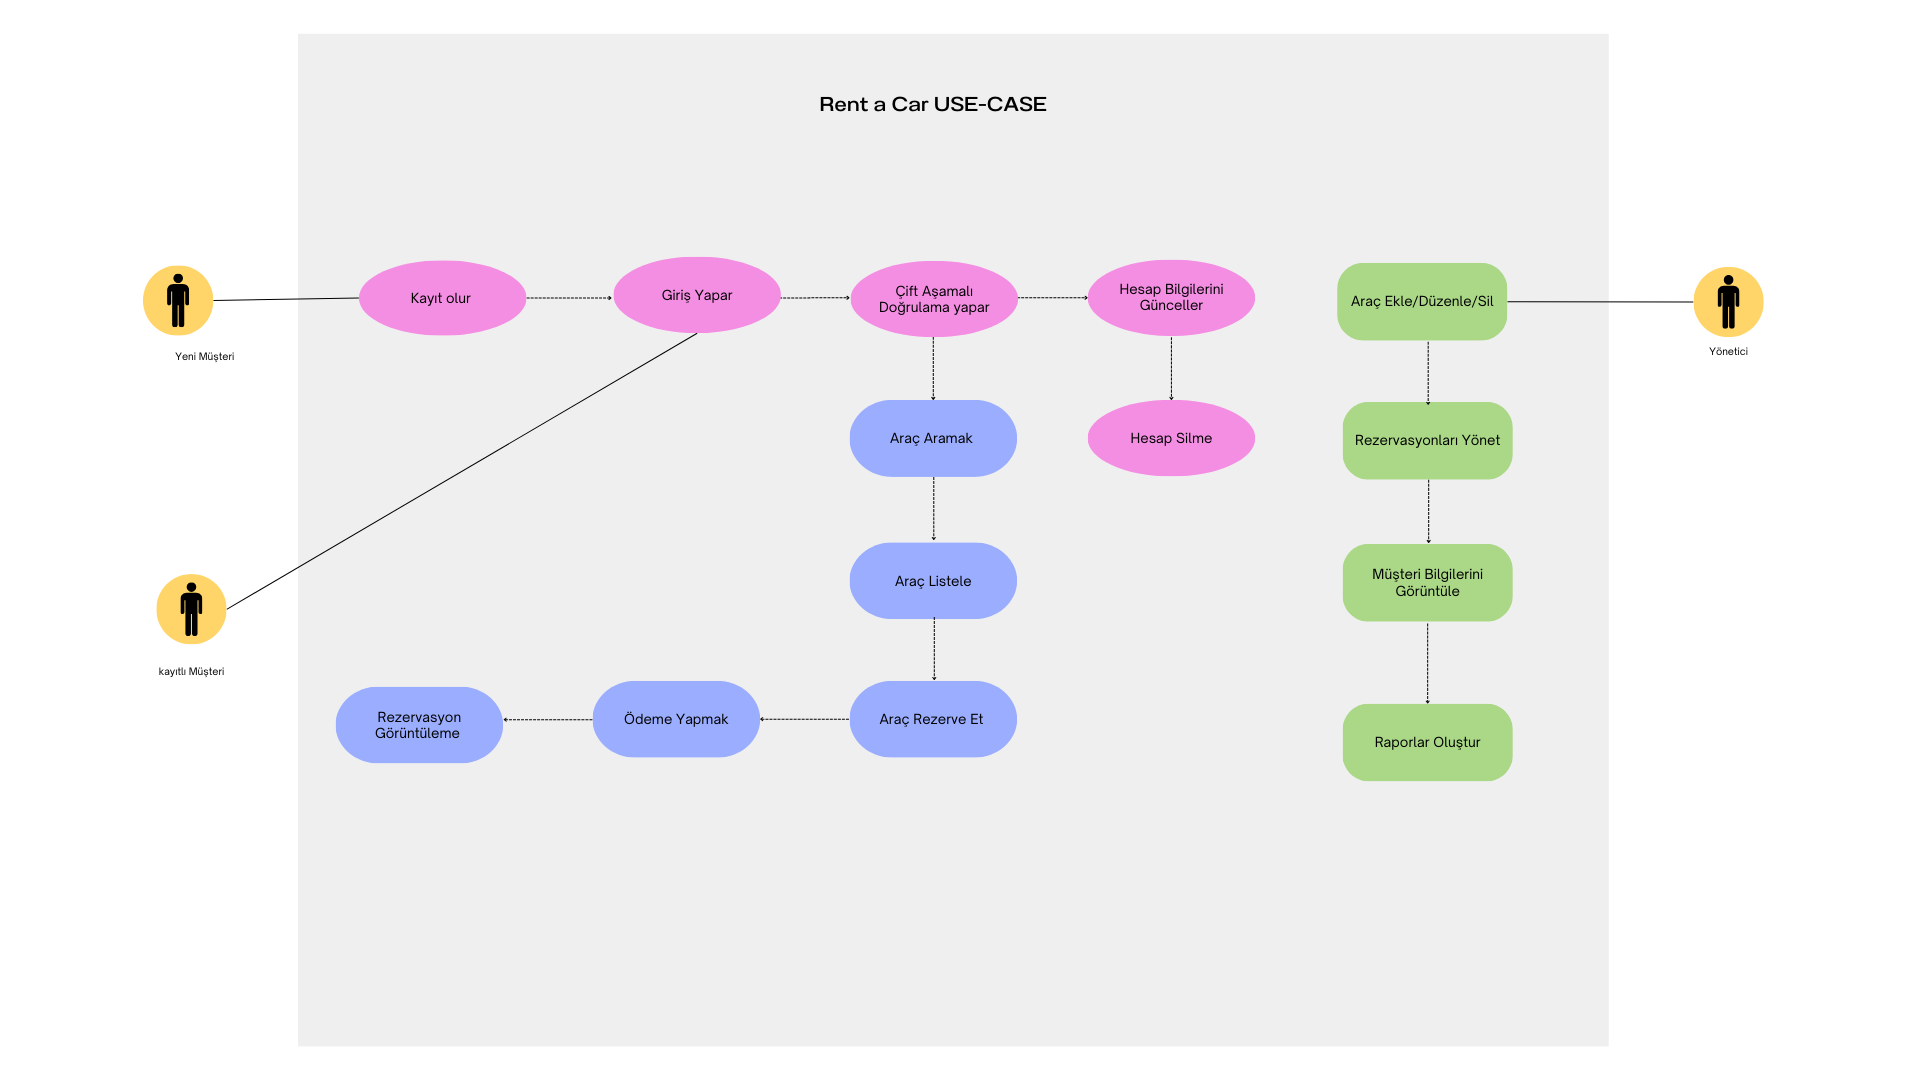 Rent a Car USE-CASE
Kayıt olur
Giriş Yapar
Çift Aşamalı
Doğrulama yapar
Hesap Bilgilerini
Günceller
Araç Ekle/Düzenle/Sil
Yeni Müşteri
Yönetici
Araç Aramak
Hesap Silme
Rezervasyonları Yönet
Araç Listele
Müşteri Bilgilerini
Görüntüle
kayıtlı Müşteri
Rezervasyon
Görüntüleme
Ödeme Yapmak
Araç Rezerve Et
Raporlar Oluştur